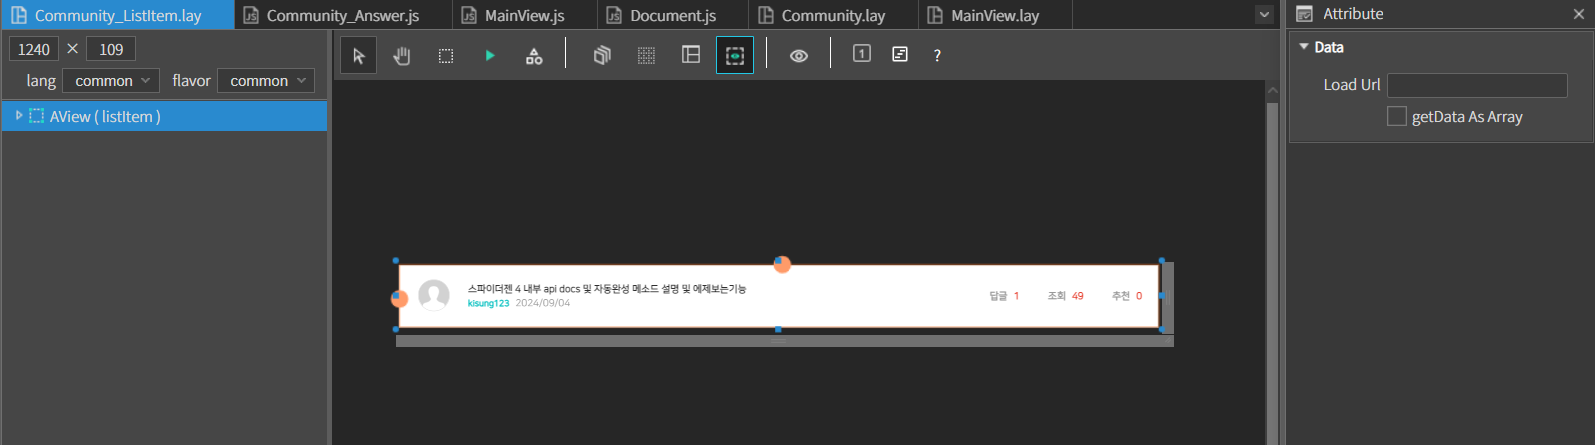 Community_ListItem.lay
Community_Answer.js
MainView.js
Document.js
Community.lay
MainView.lay
Attribute
1240 × 109
lang common flavor common
AView ( listItem )
1
?
Data
Load Url
getData As Array
스파이더젠 4 내부 api docs 및 자동완성 메소드 설명 및 예제보는기능
kisung123 2024/09/04
답글 1 조회 49 추천 0